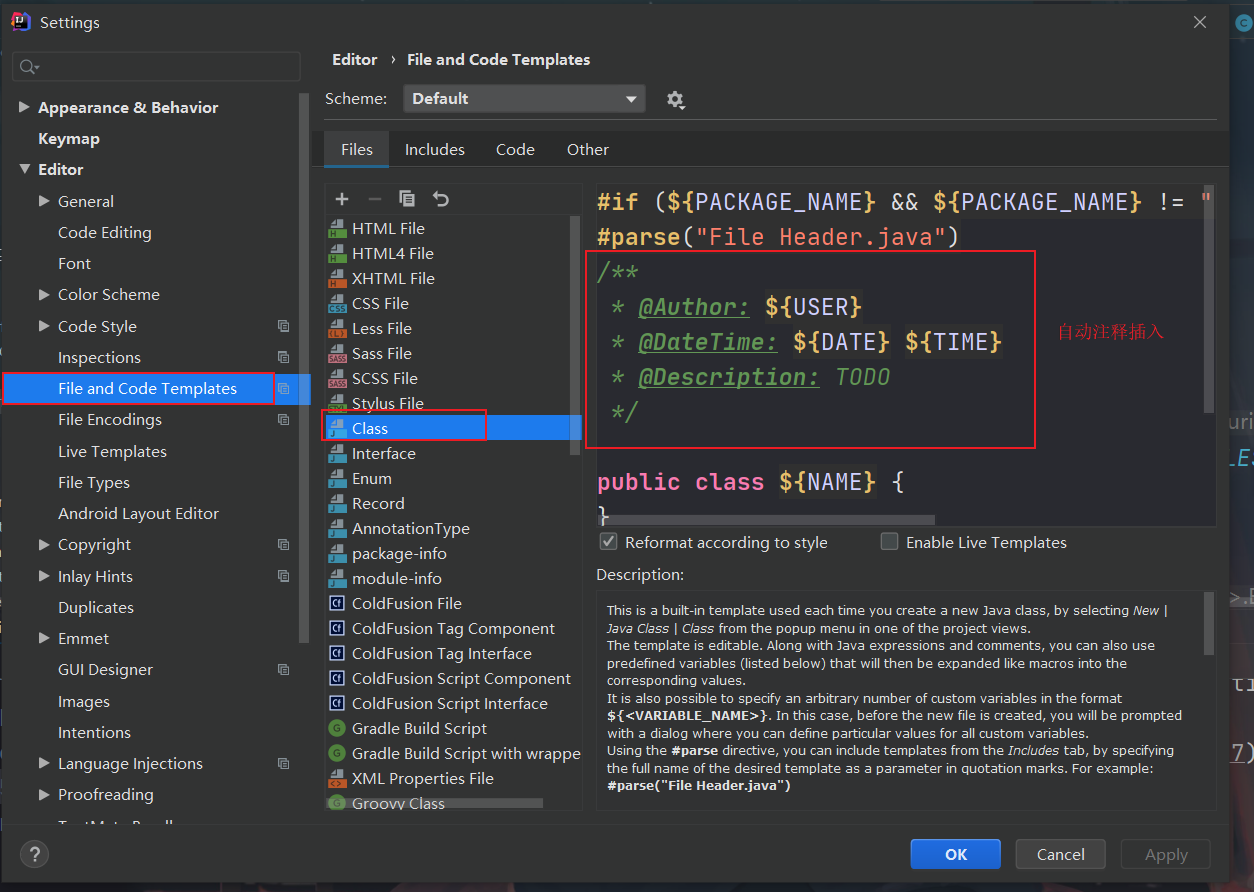 Settings
Appearance & Behavior
Keymap
Editor
General
Code Editing
Font
Color Scheme
Code Style
Inspections
File and Code Templates
File Encodings
Live Templates
File Types
Android Layout Editor
Copyright
Inlay Hints
Duplicates
Emmet
GUI Designer
Images
Intentions
Language Injections
Proofreading
Editor › File and Code Templates
Scheme: Default
Files Includes Code Other
HTML File
HTML4 File
XHTML File
CSS File
Less File
Sass File
SCSS File
Stylus File
Class
Interface
Enum
Record
AnnotationType
package-info
module-info
ColdFusion File
ColdFusion Tag Component
ColdFusion Tag Interface
ColdFusion Script Component
ColdFusion Script Interface
Gradle Build Script
Gradle Build Script with wrappe
XML Properties File
Groovy Class
#if (${PACKAGE_NAME} && ${PACKAGE_NAME} != "
#parse("File Header.java")
/**
* @Author: ${USER}
* @DateTime: ${DATE} ${TIME}
* @Description: TODO
*/
public class ${NAME} {
}
自动注释插入
Reformat according to style Enable Live Templates
Description:
This is a built-in template used each time you create a new Java class, by selecting New |
Java Class | Class from the popup menu in one of the project views.
The template is editable. Along with Java expressions and comments, you can also use
predefined variables (listed below) that will then be expanded like macros into the
corresponding values.
It is also possible to specify an arbitrary number of custom variables in the format
${<VARIABLE_NAME>}. In this case, before the new file is created, you will be prompted
with a dialog where you can define particular values for all custom variables.
Using the #parse directive, you can include templates from the Includes tab, by specifying
the full name of the desired template as a parameter in quotation marks. For example:
#parse("File Header.java")
? OK Cancel Apply